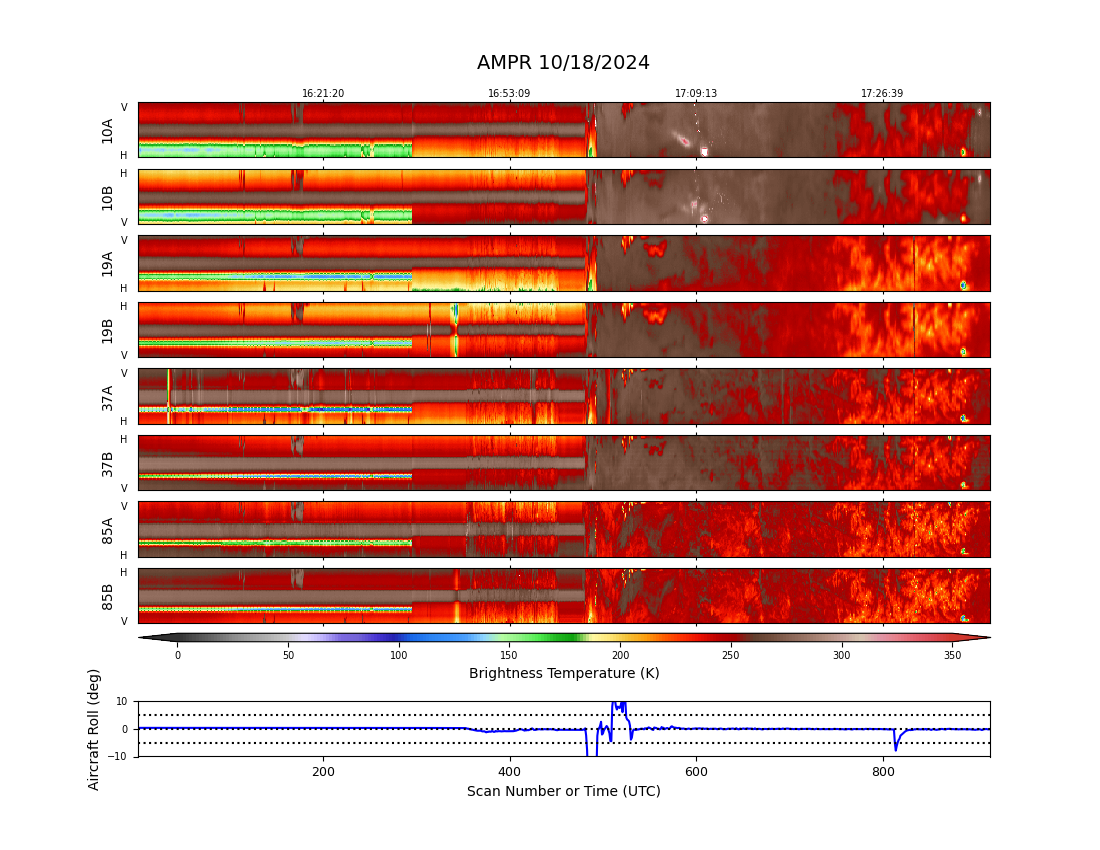 AMPR 10/18/2024
16:21:20 16:53:09 17:09:13 17:26:39
V
10A
H
H
10B
V
V
19A
H
H
19B
V
V
37A
H
H
37B
V
V
85A
H
H
85B
V
0 50 100 150 200 250 300 350
Brightness Temperature (K)
Aircraft Roll (deg)
10
0
−10
200 400 600 800
Scan Number or Time (UTC)